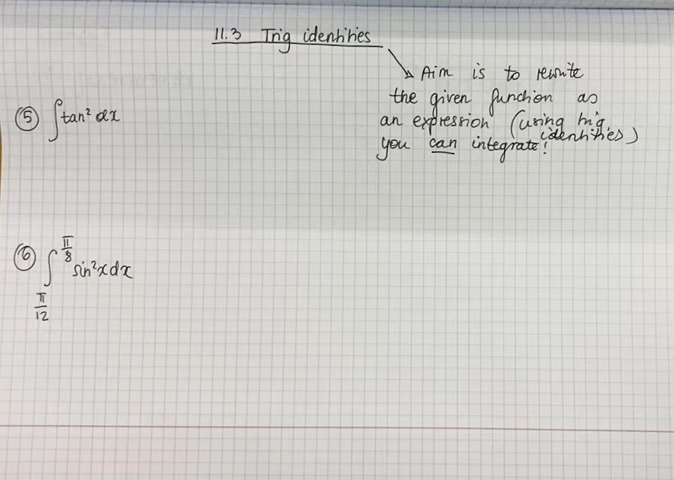 11.3 Trig identities
Aim is to rewrite
the given function as
an expression (using trig
identities)
you can integrate!
⑤ ∫tan² dx
⑥ ∫ π/8 π/12 sin²x dx